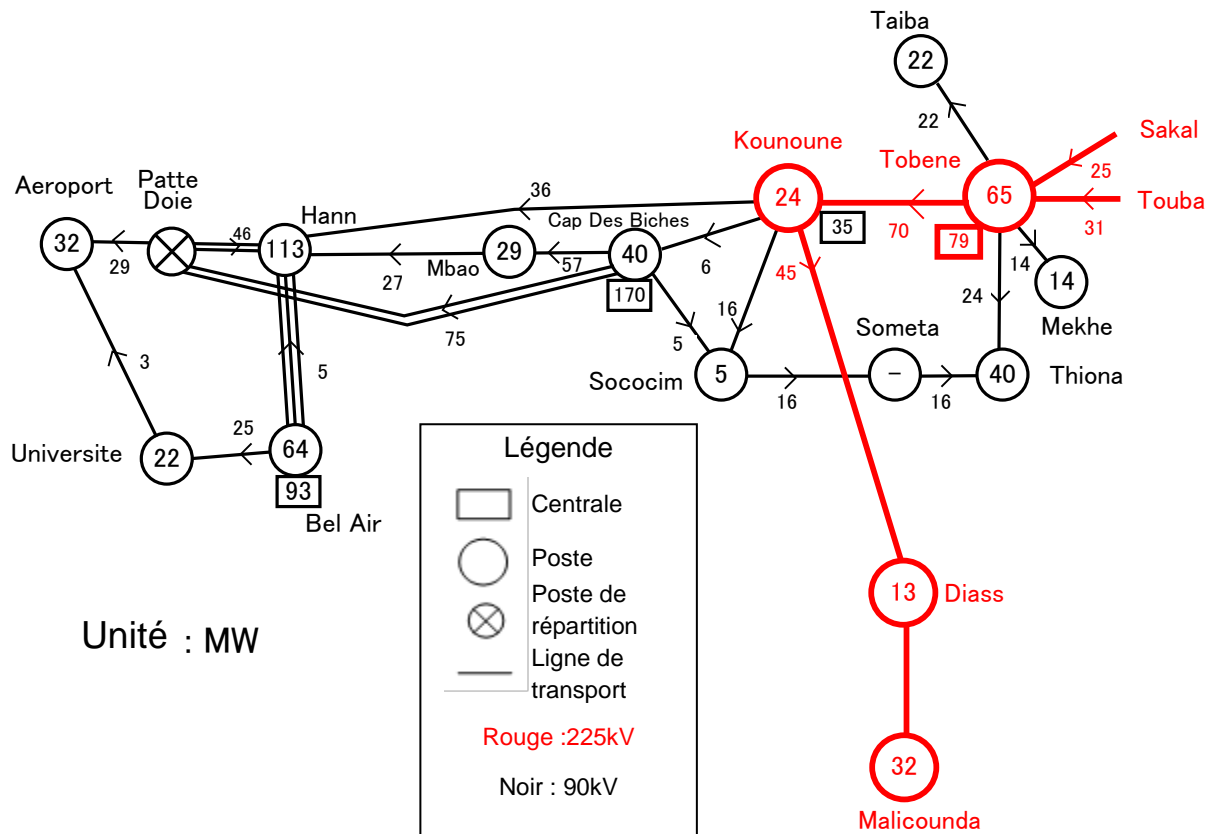 Taiba
22
22
Sakal
25
Touba
31
Kounoune
24
35
Tobene
65
79
70
14
14
Mekhe
24
Aeroport
32
Patte
Doie
29
46
Hann
113
36
Cap Des Biches
Mbao
29
27
57
40
170
6
75
45
16
5
Sococim
5
16
Someta
–
16
40
Thiona
3
5
Universite
22
25
64
93
Bel Air
13
Diass
32
Malicounda
Unité : MW
Légende
Centrale
Poste
Poste de
répartition
Ligne de
transport
Rouge :225kV
Noir : 90kV